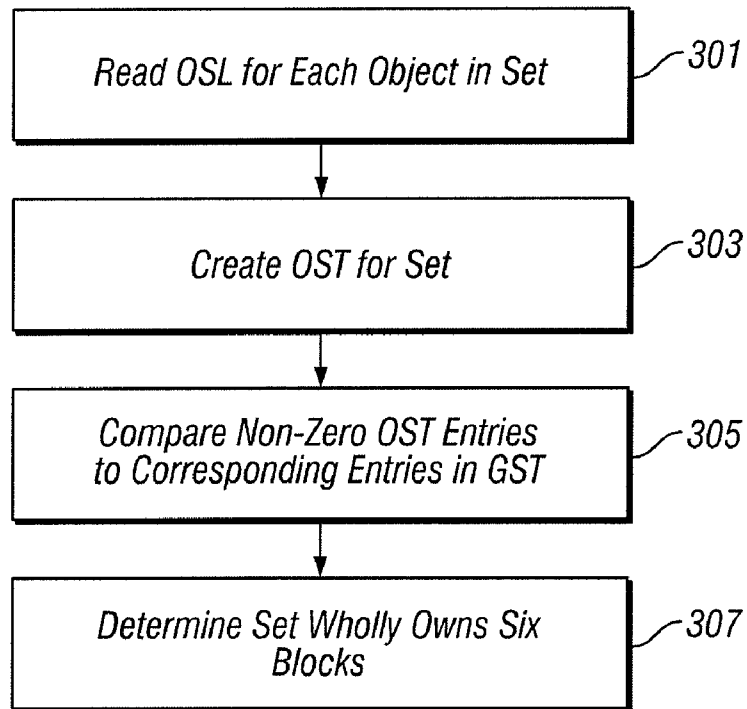 Read OSL for Each Object in Set
301
Create OST for Set
303
Compare Non-Zero OST Entries
to Corresponding Entries in GST
305
Determine Set Wholly Owns Six
Blocks
307